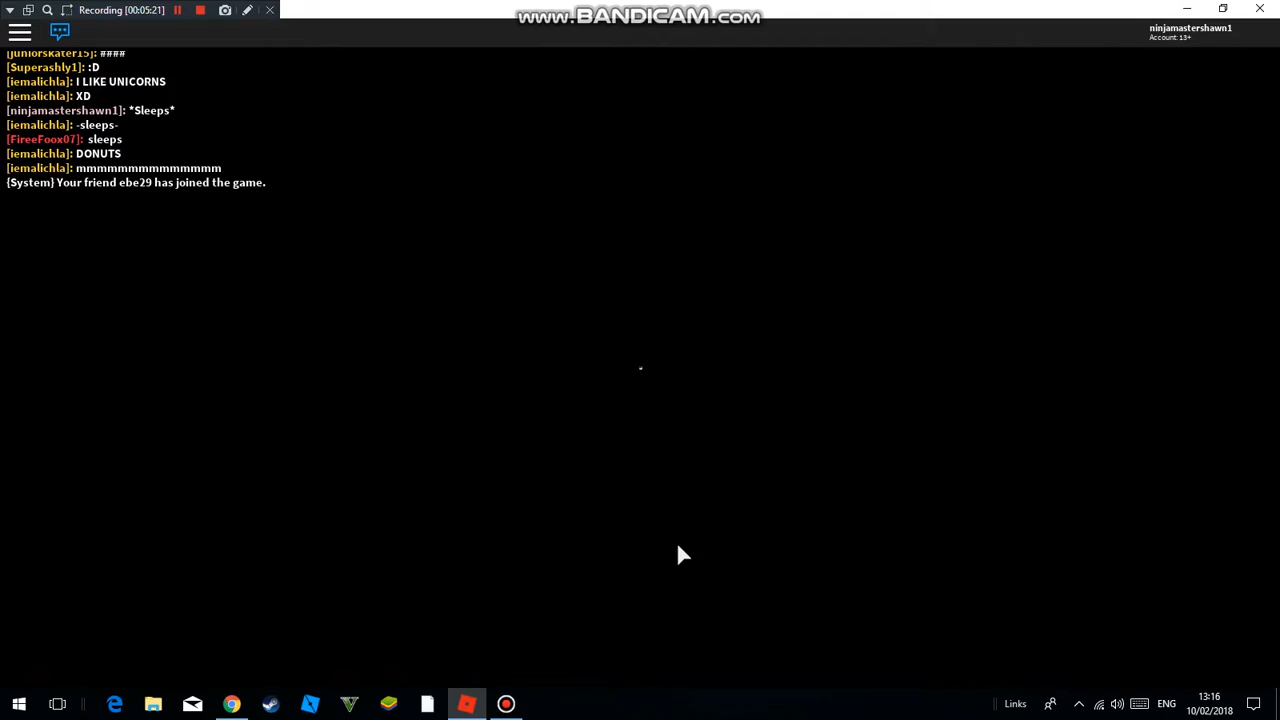 Recording [00:05:21]
www.BANDICAM.com
ninjamastershawn1
Account: 13+
[juniorskater15]: ####
[Superashly1]: :D
[iemalichla]: I LIKE UNICORNS
[iemalichla]: XD
[ninjamastershawn1]: *Sleeps*
[iemalichla]: -sleeps-
[FireeFoox07]: sleeps
[iemalichla]: DONUTS
[iemalichla]: mmmmmmmmmmmmmmmm
{System} Your friend ebe29 has joined the game.
Links
ENG
13:16
10/02/2018